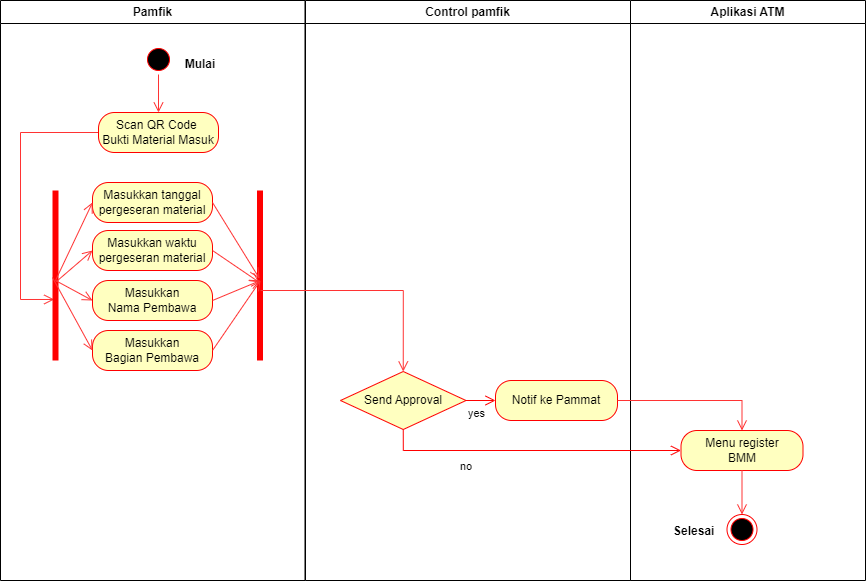 Pamfik
Control pamfik
Aplikasi ATM
Mulai
Scan QR Code
Bukti Material Masuk
Masukkan tanggal
pergeseran material
Masukkan waktu
pergeseran material
Masukkan
Nama Pembawa
Masukkan
Bagian Pembawa
Send Approval
yes
Notif ke Pammat
no
Menu register
BMM
Selesai